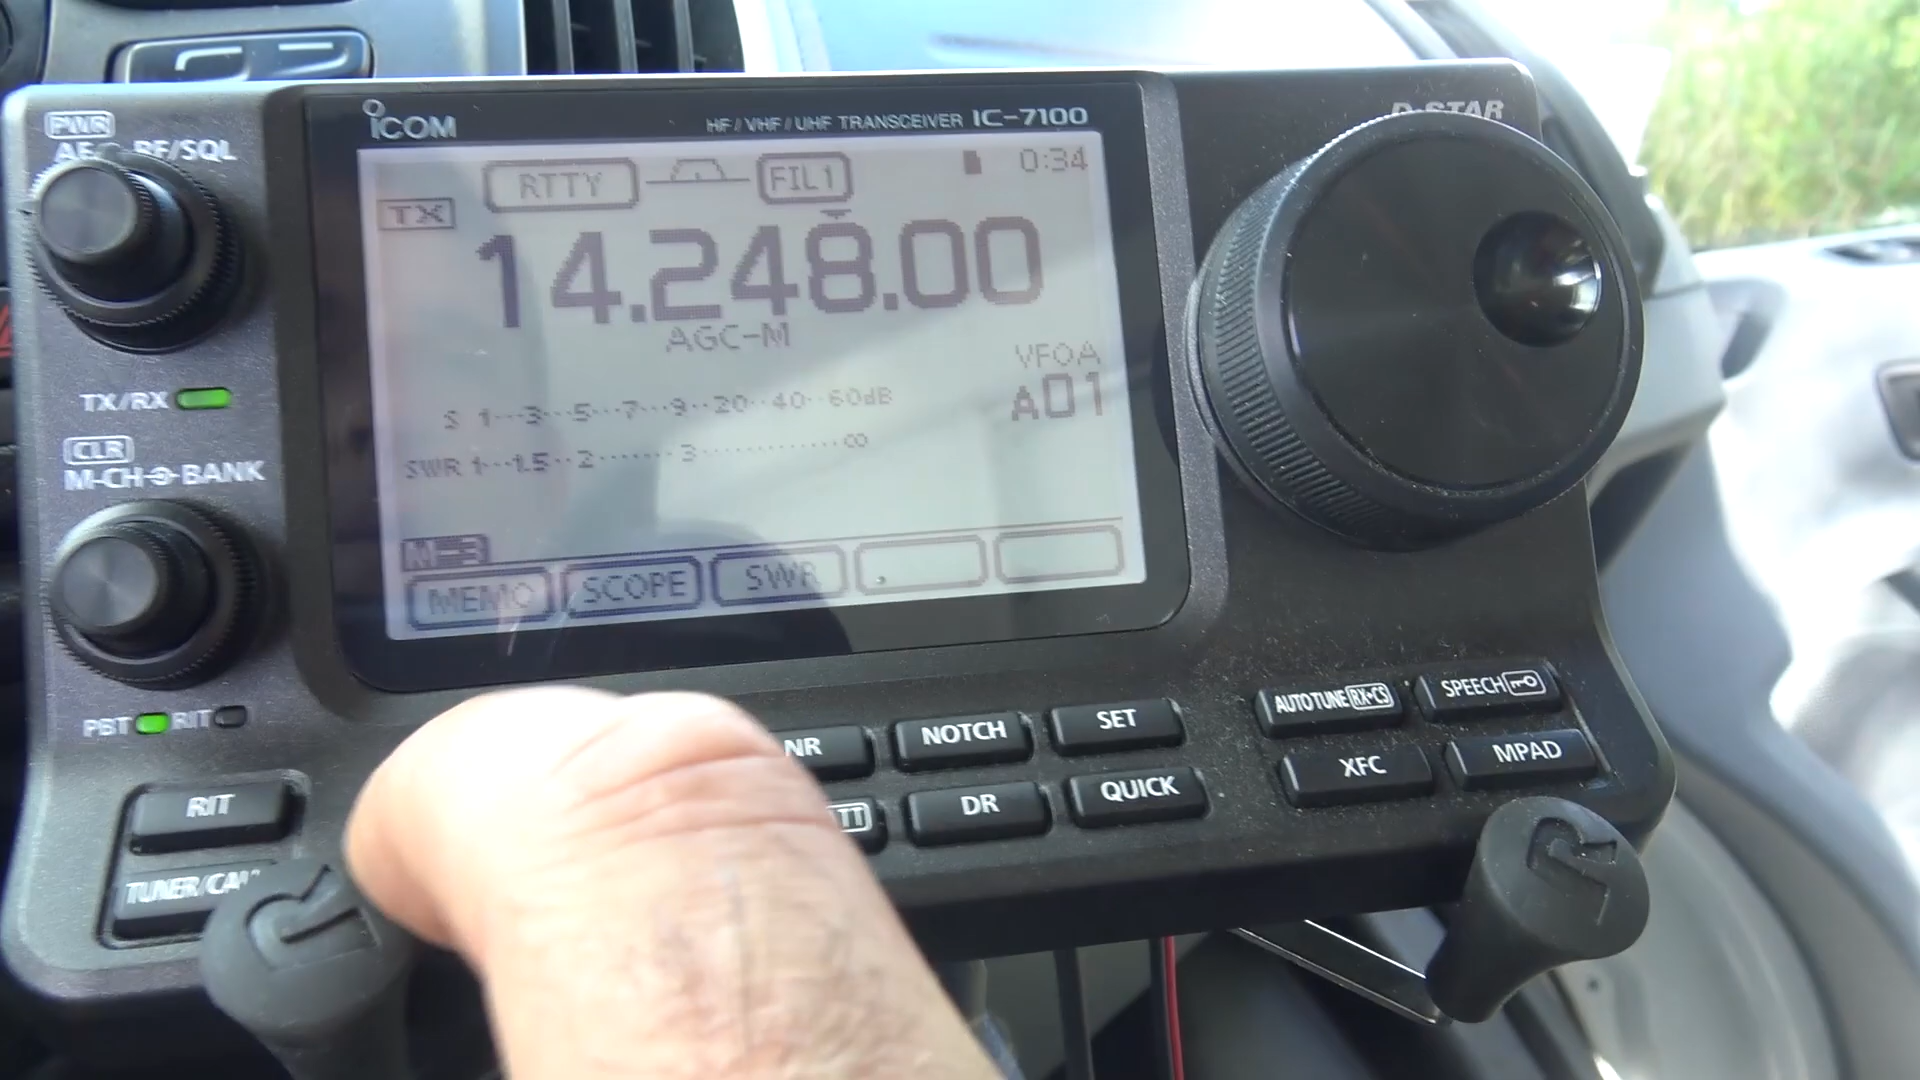 PWR
AF⊙RF/SQL
ICOM
HF/VHF/UHF TRANSCEIVER IC-7100
D-STAR
RTTY FIL1 0:34
TX
14.248.00
AGC-M
VFOA
A01
S 1 3 5 7 9 20 40 60dB
SWR 1 1.5 2 3 ∞
M-3
MEMO SCOPE SWR
TX/RX
CLR
M-CH⊙BANK
PBT RIT
NR NOTCH SET
AUTOTUNE RX▸CS SPEECH
DR QUICK
XFC MPAD
RIT